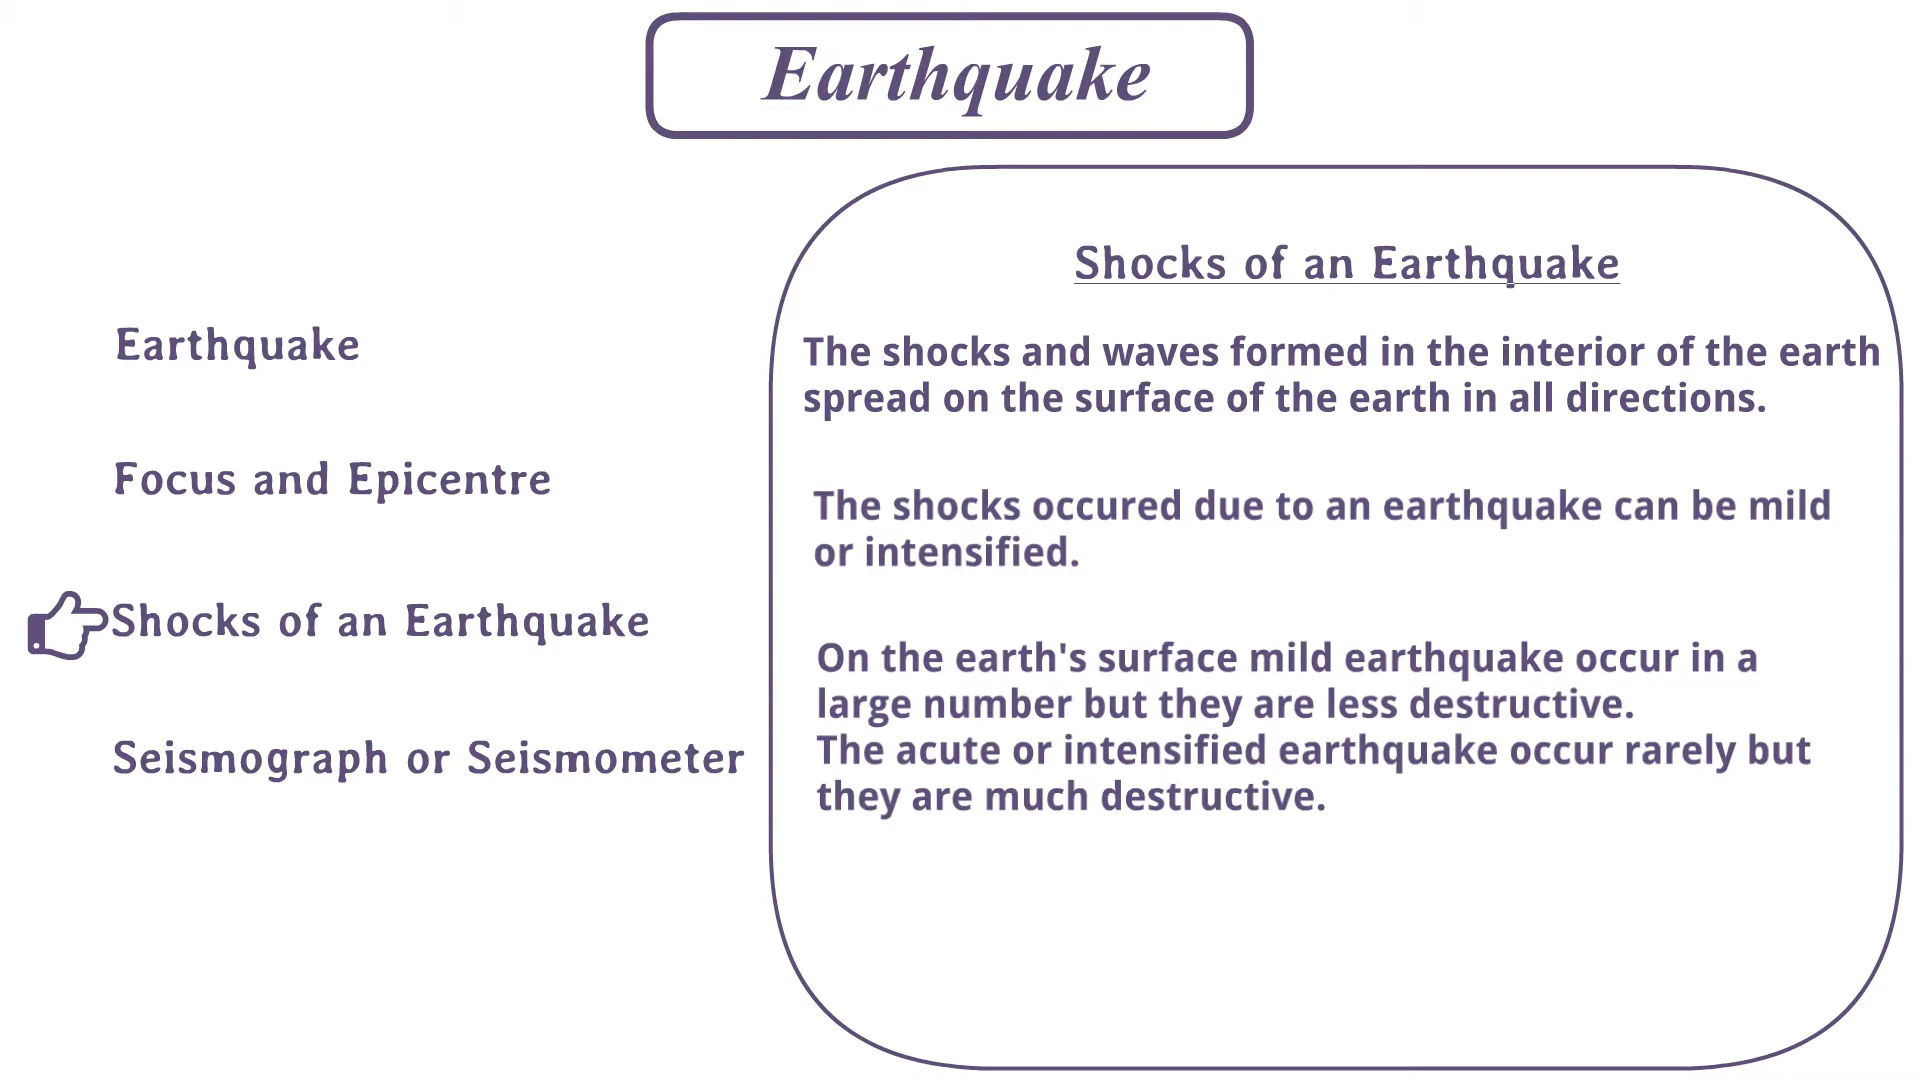 Earthquake
Earthquake
Focus and Epicentre
Shocks of an Earthquake
Seismograph or Seismometer
Shocks of an Earthquake
The shocks and waves formed in the interior of the earth
spread on the surface of the earth in all directions.
The shocks occured due to an earthquake can be mild
or intensified.
On the earth's surface mild earthquake occur in a
large number but they are less destructive.
The acute or intensified earthquake occur rarely but
they are much destructive.